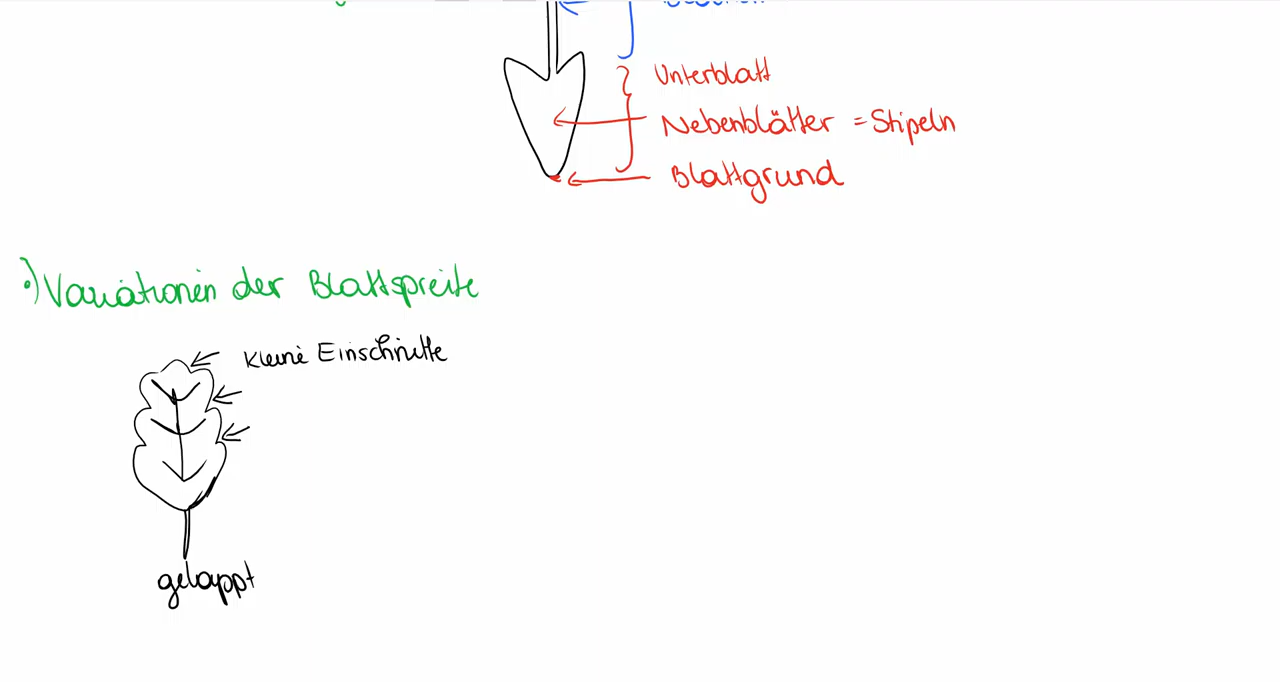 Unterblatt
Nebenblätter = Stipeln
Blattgrund
•) Variationen der Blattspreite
kleine Einschnitte
gelappt